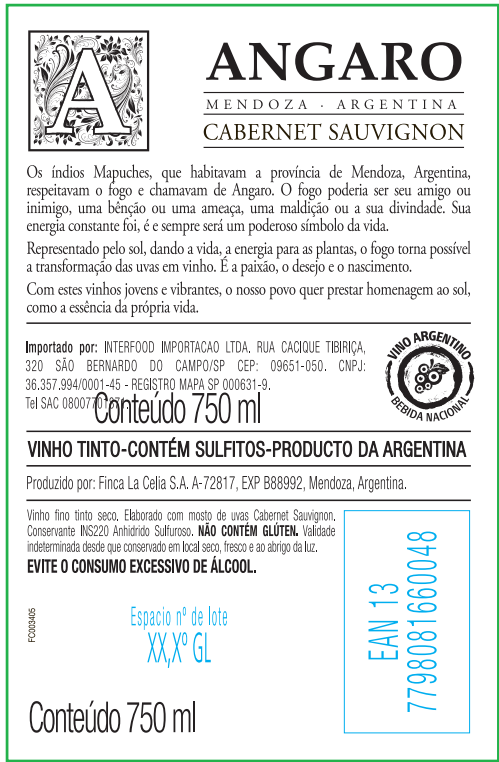 A
ANGARO
MENDOZA · ARGENTINA
CABERNET SAUVIGNON
Os índios Mapuches, que habitavam a província de Mendoza, Argentina,
respeitavam o fogo e chamavam de Angaro. O fogo poderia ser seu amigo ou
inimigo, uma bênção ou uma ameaça, uma maldição ou a sua divindade. Sua
energia constante foi, é e sempre será um poderoso símbolo da vida.
Representado pelo sol, dando a vida, a energia para as plantas, o fogo torna possível
a transformação das uvas em vinho. É a paixão, o desejo e o nascimento.
Com estes vinhos jovens e vibrantes, o nosso povo quer prestar homenagem ao sol,
como a essência da própria vida.
Importado por: INTERFOOD IMPORTACAO LTDA. RUA CACIQUE TIBIRIÇA,
320 SÃO BERNARDO DO CAMPO/SP CEP: 09651-050. CNPJ:
36.357.994/0001-45 - REGISTRO MAPA SP 000631-9.
Tel SAC
Conteúdo 750 ml
VINO ARGENTINO
BEBIDA NACIONAL
VINHO TINTO-CONTÉM SULFITOS-PRODUCTO DA ARGENTINA
Produzido por: Finca La Celia S.A. A-72817, EXP B88992, Mendoza, Argentina.
Vinho fino tinto seco. Elaborado com mosto de uvas Cabernet Sauvignon.
Conservante INS220 Anhidrido Sulfuroso. NÃO CONTÉM GLÚTEN. Validade
indeterminada desde que conservado em local seco, fresco e ao abrigo da luz.
EVITE O CONSUMO EXCESSIVO DE ÁLCOOL.
FC003405
Espacio nº de lote
XX,Xº GL
EAN 13
7798081660048
Conteúdo 750 ml